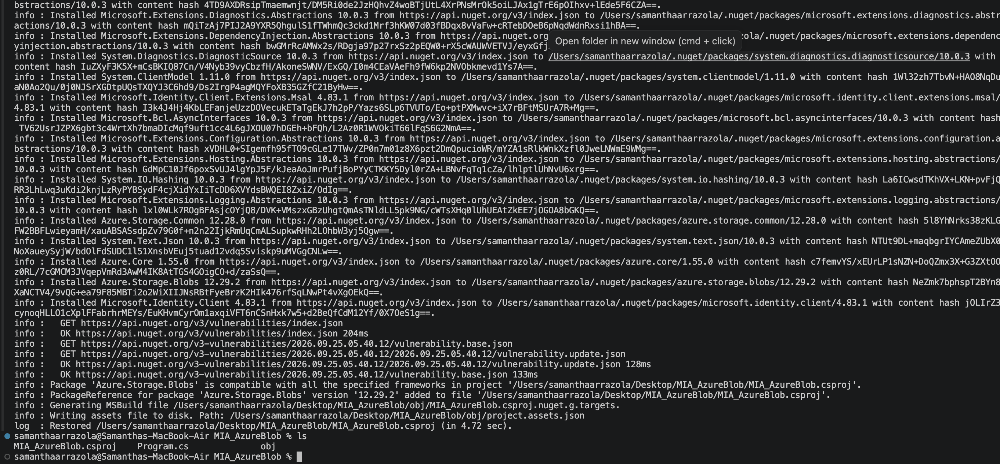 bstractions/10.0.3 with content hash 4TD9AXDRsipTmaemwnjt/DM5Ri0de2JzHQhvZ4woBTjUtL4XrPNsMrOk5oiLJAx1gTrE6pOIhxv+lEde5F6CZA==.
info : Installed Microsoft.Extensions.Diagnostics.Abstractions 10.0.3 from https://api.nuget.org/v3/index.json to /Users/samanthaarrazola/.nuget/packages/microsoft.extensions.diagnostics.abstr
actions/10.0.3 with content hash mQiTzAj7PIJ2A9YXR5QhgulS1fTWhmQc3ckd1Mrf3hKW07d03fBDqx8vVaFw+cRTebDOeB6pNqdWdnRxsi1hBA==.
info : Installed Microsoft.Extensions.DependencyInjection.Abstractions 10.0.3 from https://api.nuget.org
Open folder in new window (cmd + click)
zola/.nuget/packages/microsoft.extensions.dependenc
yinjection.abstractions/10.0.3 with content hash bwGMrRcAMWx2s/RDgja97p27rxSz2pEQW0+rX5cWAUWVETVJ/eyxGfj
info : Installed System.Diagnostics.DiagnosticSource 10.0.3 from https://api.nuget.org/v3/index.json to /Users/samanthaarrazola/.nuget/packages/system.diagnostics.diagnosticsource/10.0.3 with
content hash IuZXyF3K5X+mCsBKIQ87Cn/V4Nyb39vyCbzfH/AkoneSWNV/ExGQ/I0m4CEaVAeFh9fW6kp2NVObkmevd1Ys7A==.
info : Installed System.ClientModel 1.11.0 from https://api.nuget.org/v3/index.json to /Users/samanthaarrazola/.nuget/packages/system.clientmodel/1.11.0 with content hash 1Wl32zh7TbvN+HAO8NqDu
aN0Ao2Qu/0j0NJSrXGDtpUQsTXQYJ3C6hd9/Ds2IrgP4agMQYFoXB35GZfC21ByHw==.
info : Installed Microsoft.Identity.Client.Extensions.Msal 4.83.1 from https://api.nuget.org/v3/index.json to /Users/samanthaarrazola/.nuget/packages/microsoft.identity.client.extensions.msal/
4.83.1 with content hash I3k4J4Hj4KbLEFanjeUzzDOVecukETaTgEkJ7h2pP/Yazs6SLp6TVUTo/Eo+ptPXMwvc+iX7rBFtMSUrA7R+Mg==.
info : Installed Microsoft.Bcl.AsyncInterfaces 10.0.3 from https://api.nuget.org/v3/index.json to /Users/samanthaarrazola/.nuget/packages/microsoft.bcl.asyncinterfaces/10.0.3 with content hash
TV62UsrJZPX6gbt3c4WrtXh7bmaDIcMqf9uft1cc4L6gJXOU07hDGEh+bFQh/L2Az0R1WVOkiT66lFqS6G2NmA==.
info : Installed Microsoft.Extensions.Configuration.Abstractions 10.0.3 from https://api.nuget.org/v3/index.json to /Users/samanthaarrazola/.nuget/packages/microsoft.extensions.configuration.a
bstractions/10.0.3 with content hash xVDHL0+SIgemfh95fTO9cGLe17TWv/ZP0n7m01z8X6pzt2DmQpucioWR/mYZA1sRlkWnkXzfl0JweLNWmE9WMg==.
info : Installed Microsoft.Extensions.Hosting.Abstractions 10.0.3 from https://api.nuget.org/v3/index.json to /Users/samanthaarrazola/.nuget/packages/microsoft.extensions.hosting.abstractions/
10.0.3 with content hash GdMpC10Jf6poxSvUJ4lgYpJ5F/kJeaAoJmrPufjBoPYyCTKKY5Dyl0rZA+LBNvFqTq1cZa/lhlptlUhNvU6xrg==.
info : Installed System.IO.Hashing 10.0.3 from https://api.nuget.org/v3/index.json to /Users/samanthaarrazola/.nuget/packages/system.io.hashing/10.0.3 with content hash La6ICwsdTKhVX+LKN+pvFjQ
RR3LhLwq3uKdi2knjLzRyPYBSydF4cjXidYxIiTcDD6XVYdsBWQEI8ZxiZ/OdIg==.
info : Installed Microsoft.Extensions.Logging.Abstractions 10.0.3 from https://api.nuget.org/v3/index.json to /Users/samanthaarrazola/.nuget/packages/microsoft.extensions.logging.abstractions/
10.0.3 with content hash lxl0WLk7ROgBFAsjcOYjQ8/DVK+VMszxGBzUhgtQmAsTNldLL5pk9NG/cWTsXHq0lUhUEAtZkEE7jOGOA8bGKQ==.
info : Installed Azure.Storage.Common 12.28.0 from https://api.nuget.org/v3/index.json to /Users/samanthaarrazola/.nuget/packages/azure.storage.common/12.28.0 with content hash 5l8YhNrks38zKLG
FW2BBFLwieyamH/xauABSASsdpZv79G0f+n2n22IjkRmUqCmALSupkwRHh2LOhbW3yj5Qgw==.
info : Installed System.Text.Json 10.0.3 from https://api.nuget.org/v3/index.json to /Users/samanthaarrazola/.nuget/packages/system.text.json/10.0.3 with content hash NTUt9DL+maqbgrIYCAmeZUbX0
NoXaueySyjW/bdOlFdSUDC1l51XnsbVEuj5tuad12vdq5Sviskp9uMVGgCNLw==.
info : Installed Azure.Core 1.55.0 from https://api.nuget.org/v3/index.json to /Users/samanthaarrazola/.nuget/packages/azure.core/1.55.0 with content hash c7femvYS/xEUrLP1sNZN+DoQZmx3X+G3ZXtOO
z0RL/7cGMCM3JVqepVmRd3AwM4IK8AtTGS4GOigCO+d/zaSsQ==.
info : Installed Azure.Storage.Blobs 12.29.2 from https://api.nuget.org/v3/index.json to /Users/samanthaarrazola/.nuget/packages/azure.storage.blobs/12.29.2 with content hash NeZmk7bphspT2BYn8
XaNCTV4/9vQG+ea79F85MBTi2o2WiXIIJNsRBtFyeBrzK2HIk476rfSqLNwPt4vXgOEkQ==.
info : Installed Microsoft.Identity.Client 4.83.1 from https://api.nuget.org/v3/index.json to /Users/samanthaarrazola/.nuget/packages/microsoft.identity.client/4.83.1 with content hash jOLIrZ3
cynoqHLLO1cXplFFabrhrMEYs/EuKHvmCyrOm1axqiVFT6nCSnHxk7w5+d2BeQfCdM12Yf/0X7OeS1g==.
info :   GET https://api.nuget.org/v3/vulnerabilities/index.json
info :   OK https://api.nuget.org/v3/vulnerabilities/index.json 204ms
info :   GET https://api.nuget.org/v3-vulnerabilities/2026.09.25.05.40.12/vulnerability.base.json
info :   GET https://api.nuget.org/v3-vulnerabilities/2026.09.25.05.40.12/2026.09.25.05.40.12/vulnerability.update.json
info :   OK https://api.nuget.org/v3-vulnerabilities/2026.09.25.05.40.12/2026.09.25.05.40.12/vulnerability.update.json 128ms
info :   OK https://api.nuget.org/v3-vulnerabilities/2026.09.25.05.40.12/vulnerability.base.json 133ms
info : Package 'Azure.Storage.Blobs' is compatible with all the specified frameworks in project '/Users/samanthaarrazola/Desktop/MIA_AzureBlob/MIA_AzureBlob.csproj'.
info : PackageReference for package 'Azure.Storage.Blobs' version '12.29.2' added to file '/Users/samanthaarrazola/Desktop/MIA_AzureBlob/MIA_AzureBlob.csproj'.
info : Generating MSBuild file /Users/samanthaarrazola/Desktop/MIA_AzureBlob/obj/MIA_AzureBlob.csproj.nuget.g.targets.
info : Writing assets file to disk. Path: /Users/samanthaarrazola/Desktop/MIA_AzureBlob/obj/project.assets.json
log  : Restored /Users/samanthaarrazola/Desktop/MIA_AzureBlob/MIA_AzureBlob.csproj (in 4.72 sec).
samanthaarrazola@Samanthas-MacBook-Air MIA_AzureBlob % ls
MIA_AzureBlob.csproj    Program.cs              obj
samanthaarrazola@Samanthas-MacBook-Air MIA_AzureBlob %